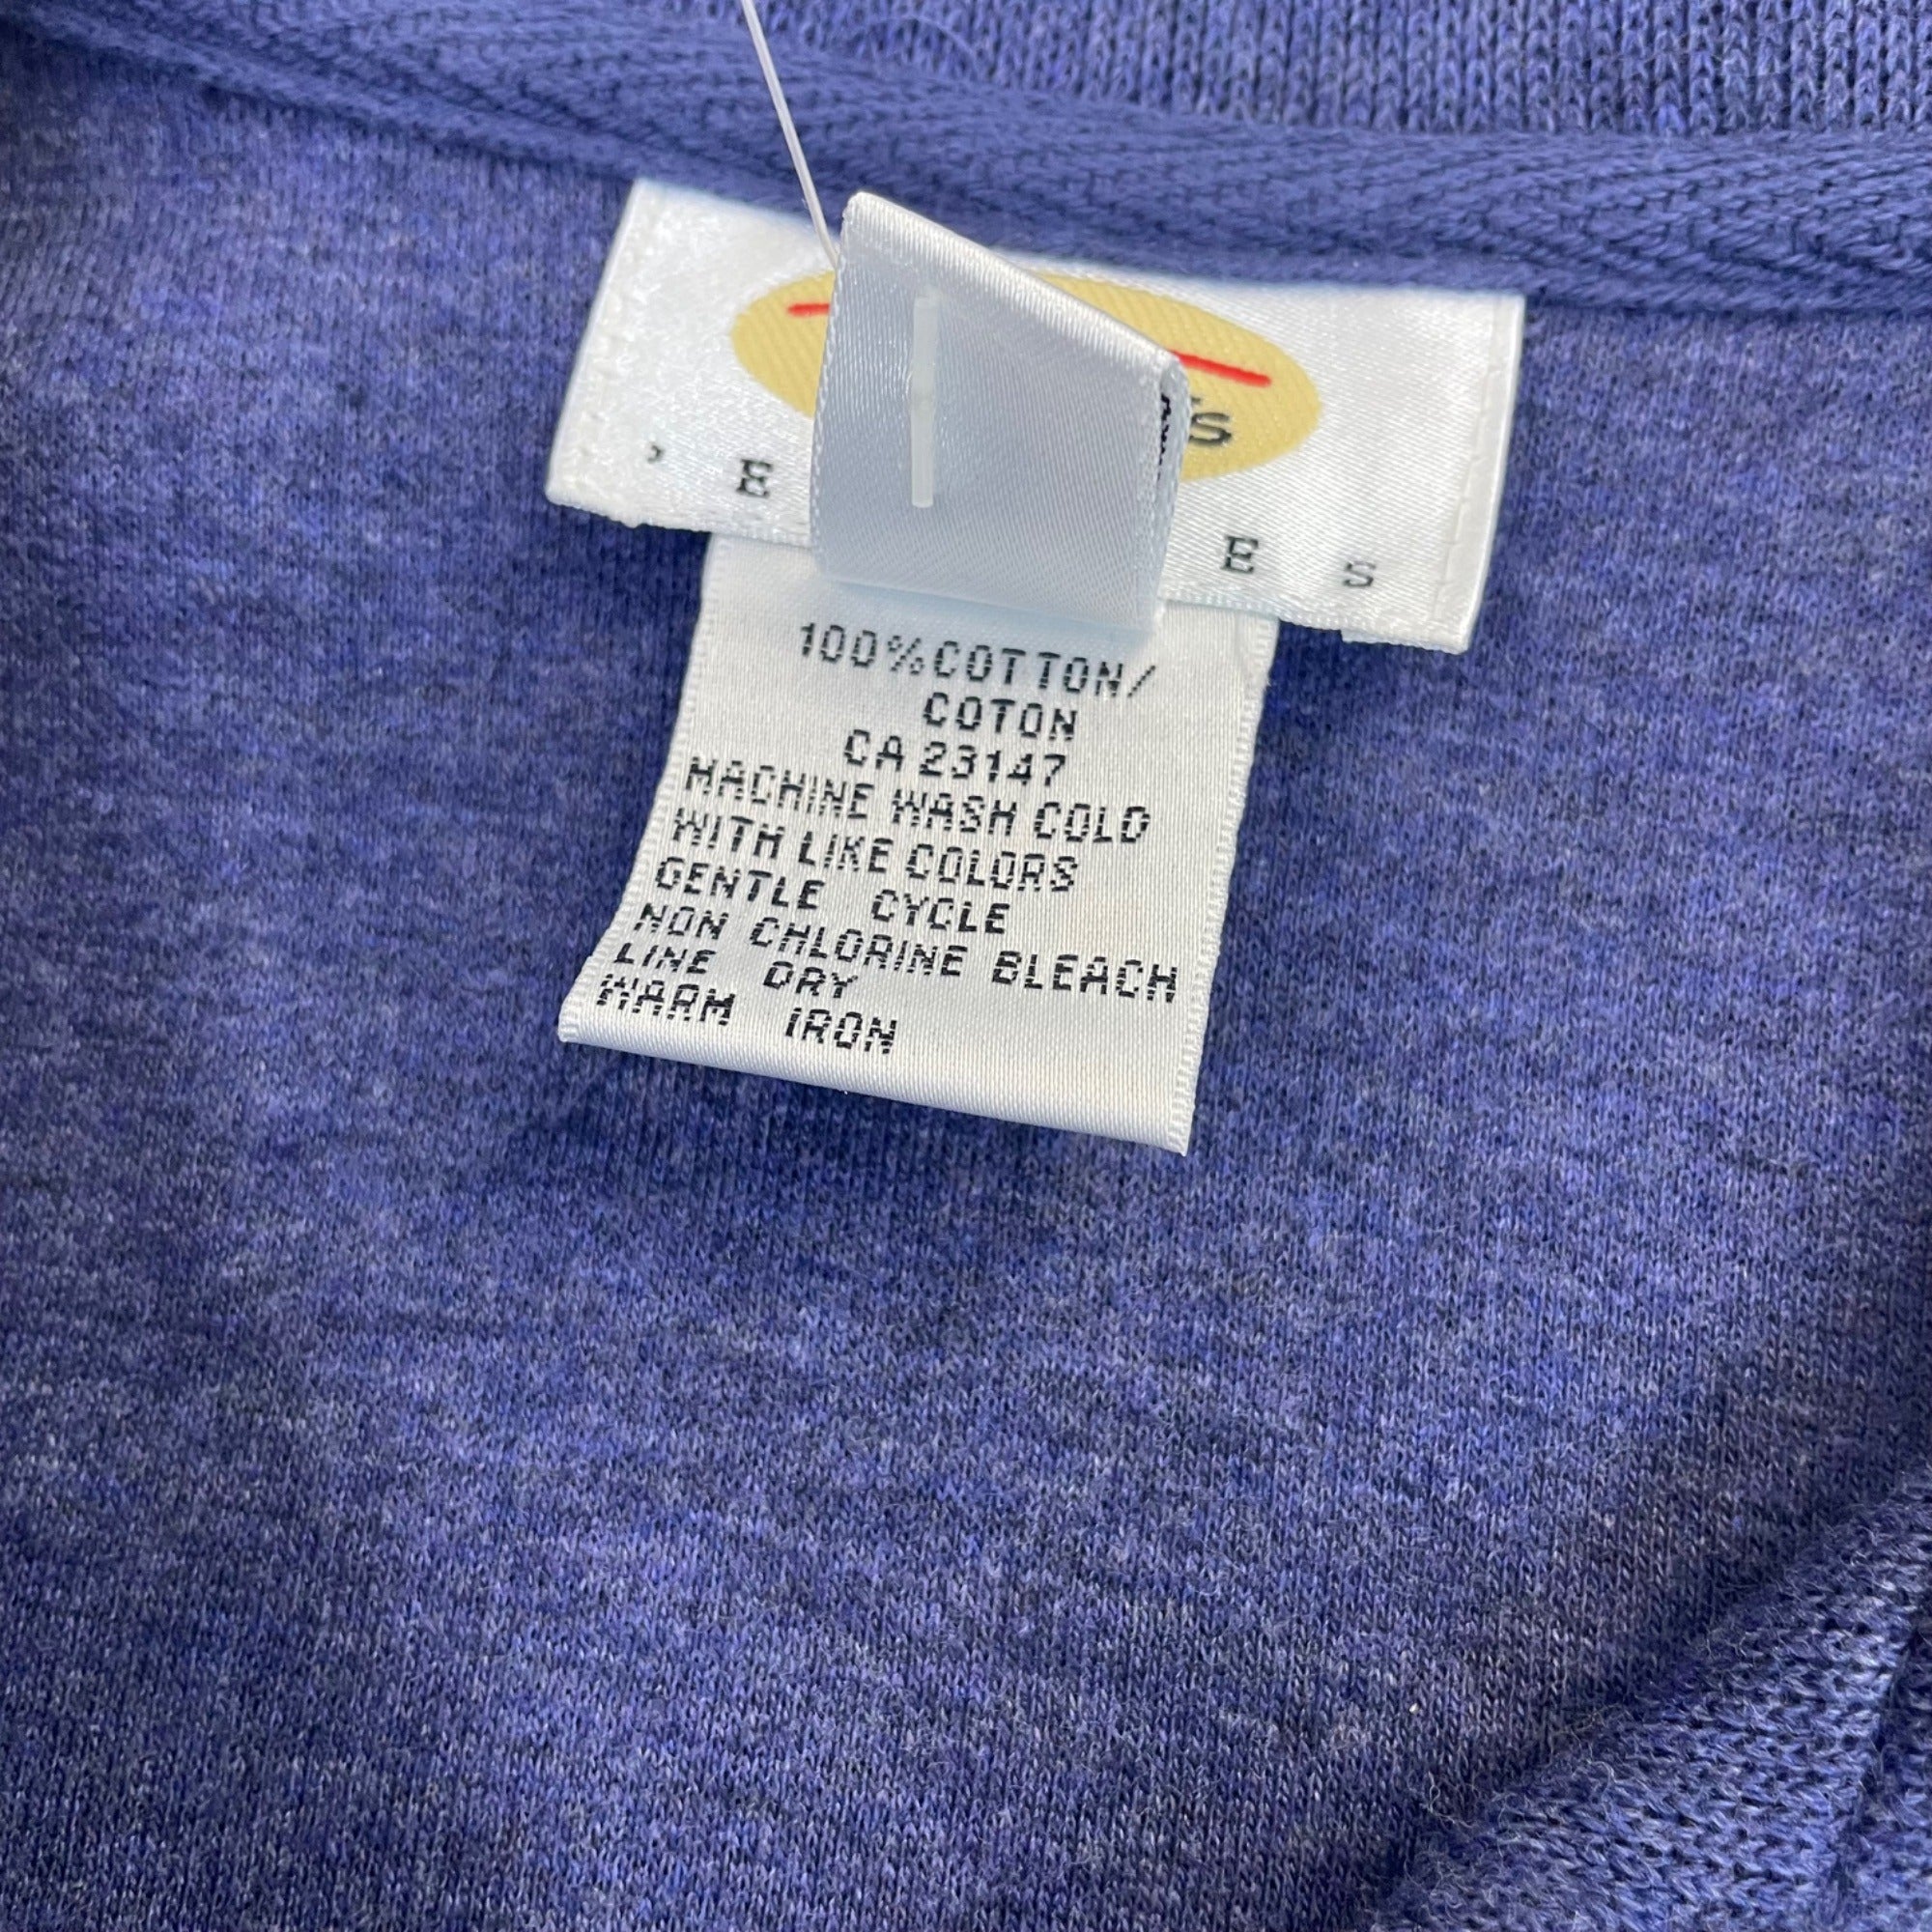 's
E E S
100%COTTON/
COTON
CA 23147
MACHINE WASH COLD
WITH LIKE COLORS
GENTLE CYCLE
NON CHLORINE BLEACH
LINE DRY
WARM IRON